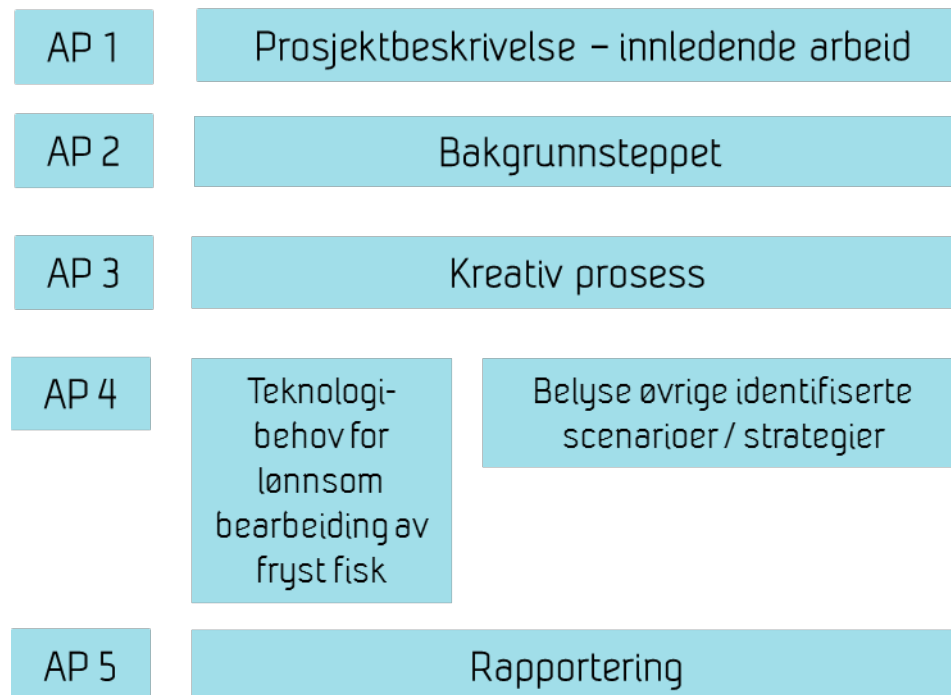 AP 1
Prosjektbeskrivelse – innledende arbeid
AP 2
Bakgrunnsteppet
AP 3
Kreativ prosess
AP 4
Teknologi-
behov for
lønnsom
bearbeiding av
fryst fisk
Belyse øvrige identifiserte
scenarioer / strategier
AP 5
Rapportering